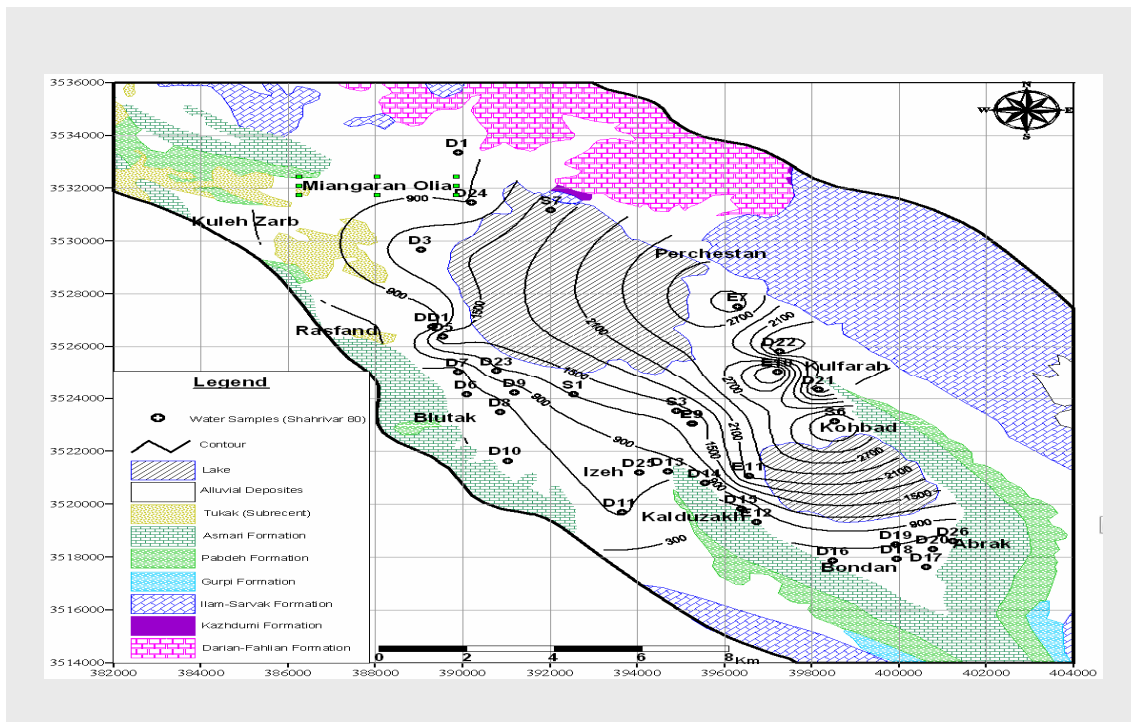 3536000
N
W
E
S
3534000
D1
3532000
Miangaran Olia
D24
900
S7
Kuleh Zarb
3530000
D3
Perchestan
3528000
900
1500
E7
2100
2700
2100
DD1
D5
Rasfand
D22
3526000
D7
D23
1500
Kulfarah
2700
D21
Legend
D6
D9
S1
3524000
D8
900
S3
E9
S6
Water Samples (Shahrivar 80)
Blutak
Kohbad
2100
Contour
3522000
D10
1500
2700
Lake
Izeh
D25
D13
D14
E11
900
Alluvial Deposites
1500
3520000
D11
D15
Tukak (Subrecent)
Kalduzakh
E12
900
Asmari Formation
300
D19
D26
D20
Abrak
3518000
D16
D18
D17
Pabdeh Formation
Bondan
Gurpi Formation
3516000
Ilam-Sarvak Formation
Kazhdumi Formation
Darian-Fahlian Formation
3514000
0
2
4
6
8
Km
382000
384000
386000
388000
390000
392000
394000
396000
398000
400000
402000
404000